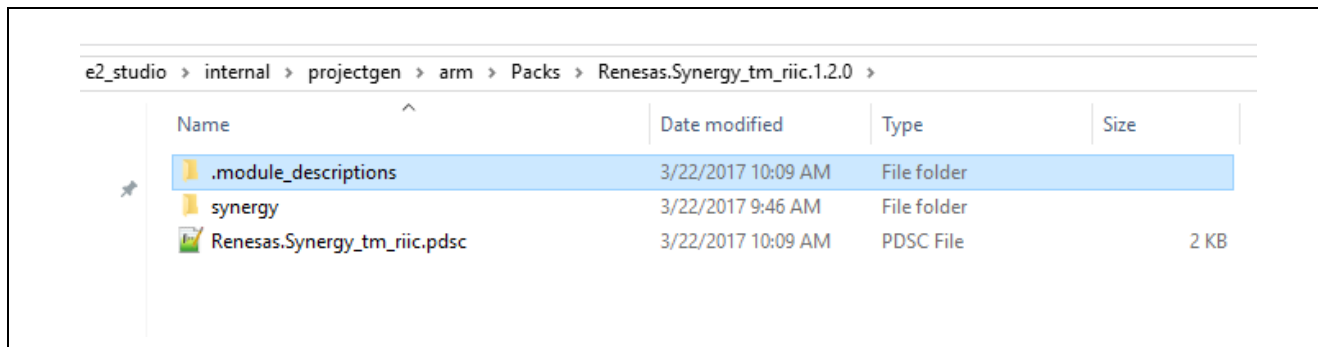 e2_studio > internal > projectgen > arm > Packs > Renesas.Synergy_tm_riic.1.2.0 >
Name Date modified Type Size
.module_descriptions 3/22/2017 10:09 AM File folder
synergy 3/22/2017 9:46 AM File folder
Renesas.Synergy_tm_riic.pdsc 3/22/2017 10:09 AM PDSC File 2 KB